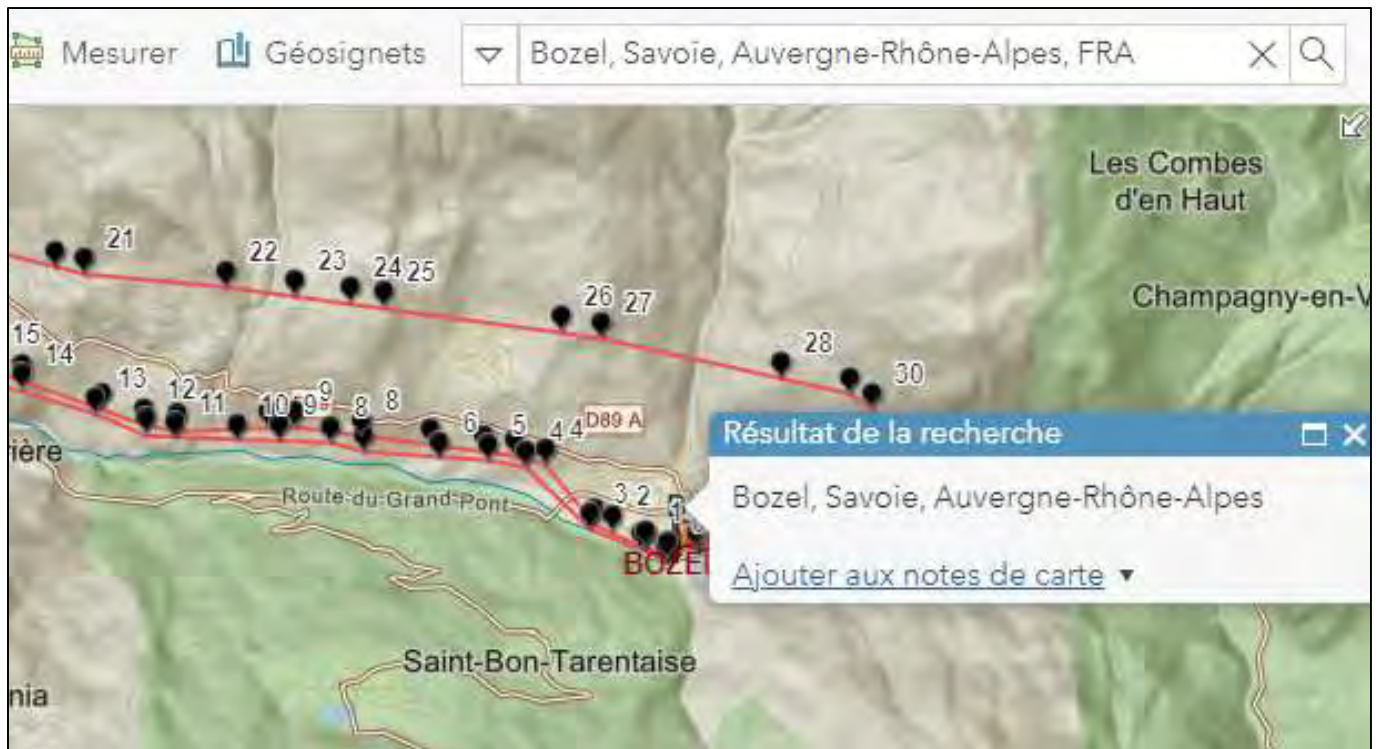 Mesurer Géosignets Bozel, Savoie, Auvergne-Rhône-Alpes, FRA
Les Combes
d'en Haut
21
22
23
24 25
Champagny-en-V
26 27
15
14
28
30
13
12
11
10
9
9
8
8
6
5
4 4
D89 A
Résultat de la recherche
ière
Route du Grand Pont
3 2
1
Bozel, Savoie, Auvergne-Rhône-Alpes
BOZEL
Ajouter aux notes de carte
Saint-Bon-Tarentaise
nia